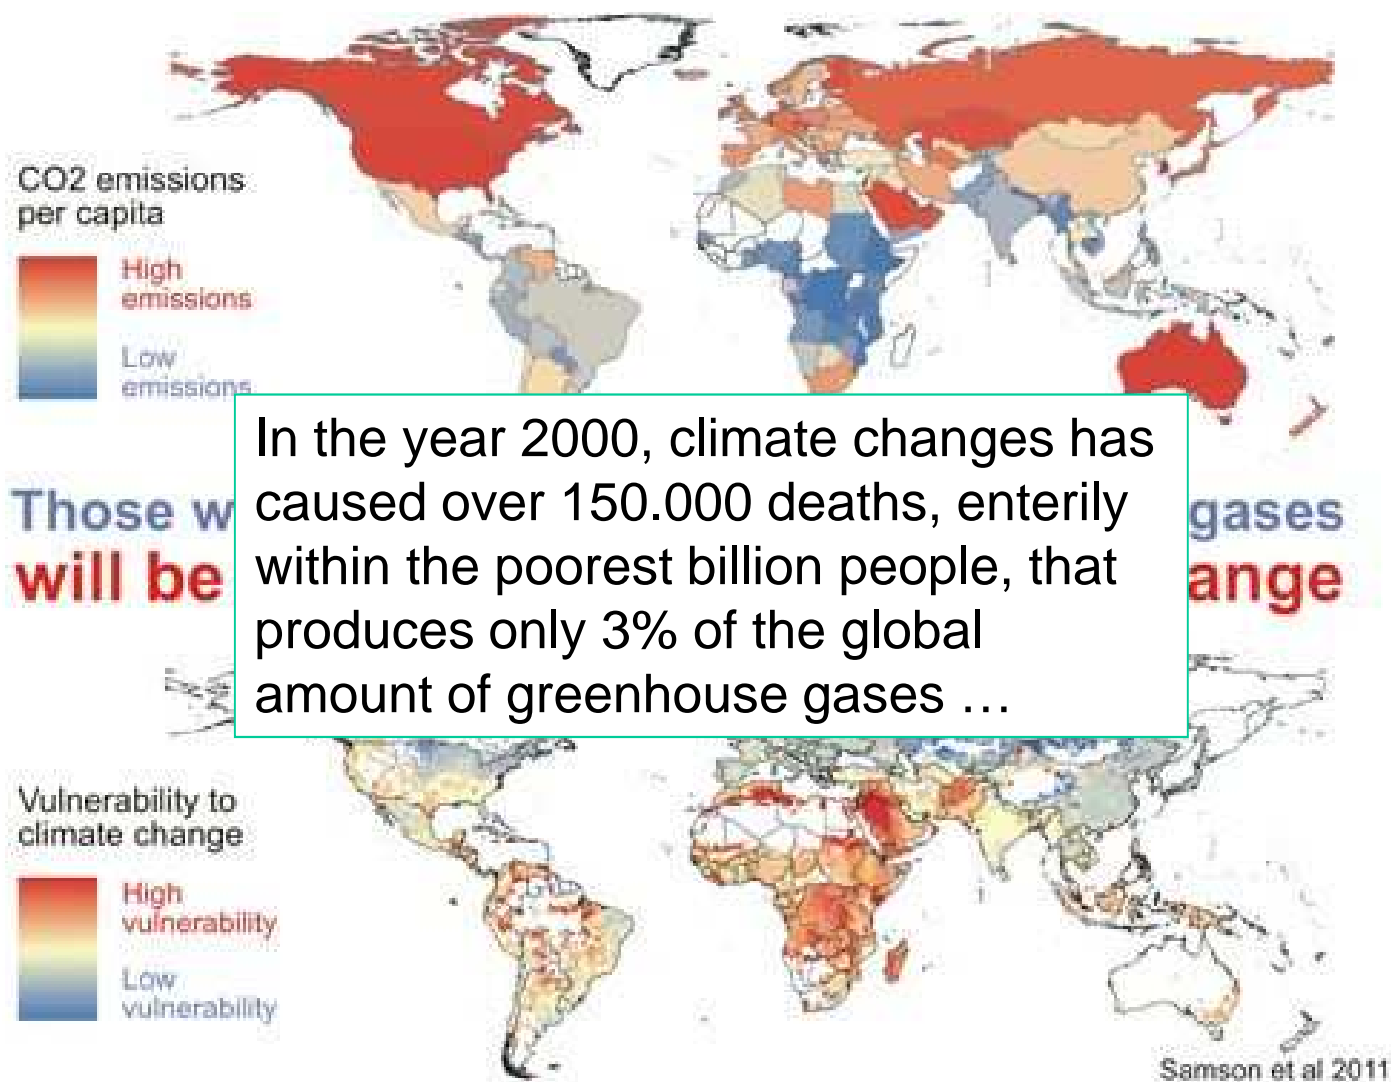 CO2 emissions
per capita
High
emissions
Low
emissions
In the year 2000, climate changes has
caused over 150.000 deaths, enterily
within the poorest billion people, that
produces only 3% of the global
amount of greenhouse gases …
Those w
gases
will be
ange
Vulnerability to
climate change
High
vulnerability
Low
vulnerability
Samson et al 2011